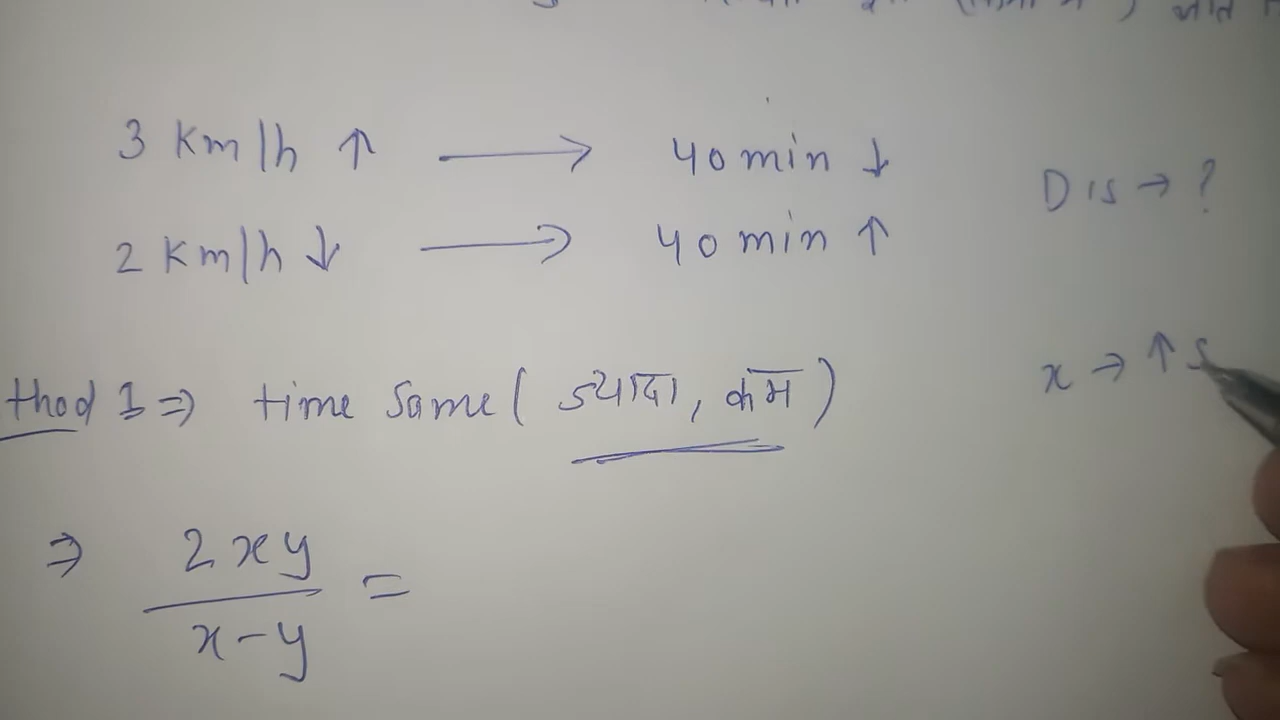 3 Km/h ↑ → 40 min ↓
2 Km/h ↓ → 40 min ↑
Dis → ?
x → ↑ S
thod 1 ⇒ time Same ( ज्यादा, कम )
⇒ 2xy / x-y =